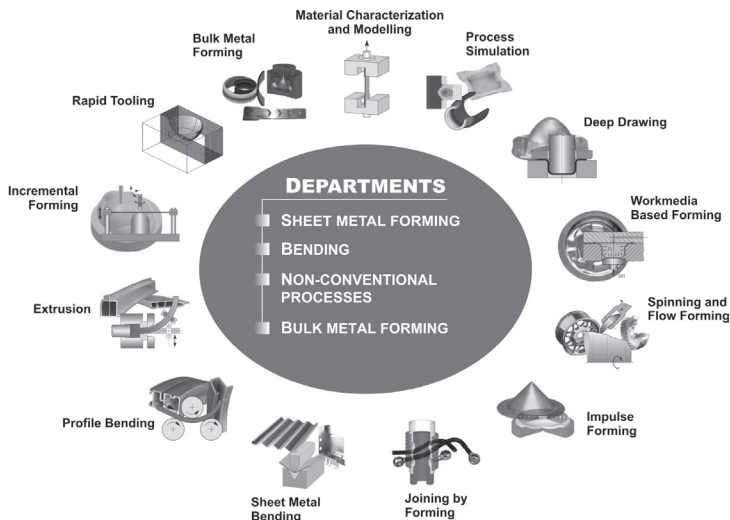 Material Characterization
and Modelling
Bulk Metal
Forming
Process
Simulation
Rapid Tooling
Deep Drawing
Incremental
Forming
Workmedia
Based Forming
Extrusion
Spinning and
Flow Forming
Profile Bending
Impulse
Forming
Sheet Metal
Bending
Joining by
Forming
DEPARTMENTS
SHEET METAL FORMING
BENDING
NON-CONVENTIONAL
PROCESSES
BULK METAL FORMING